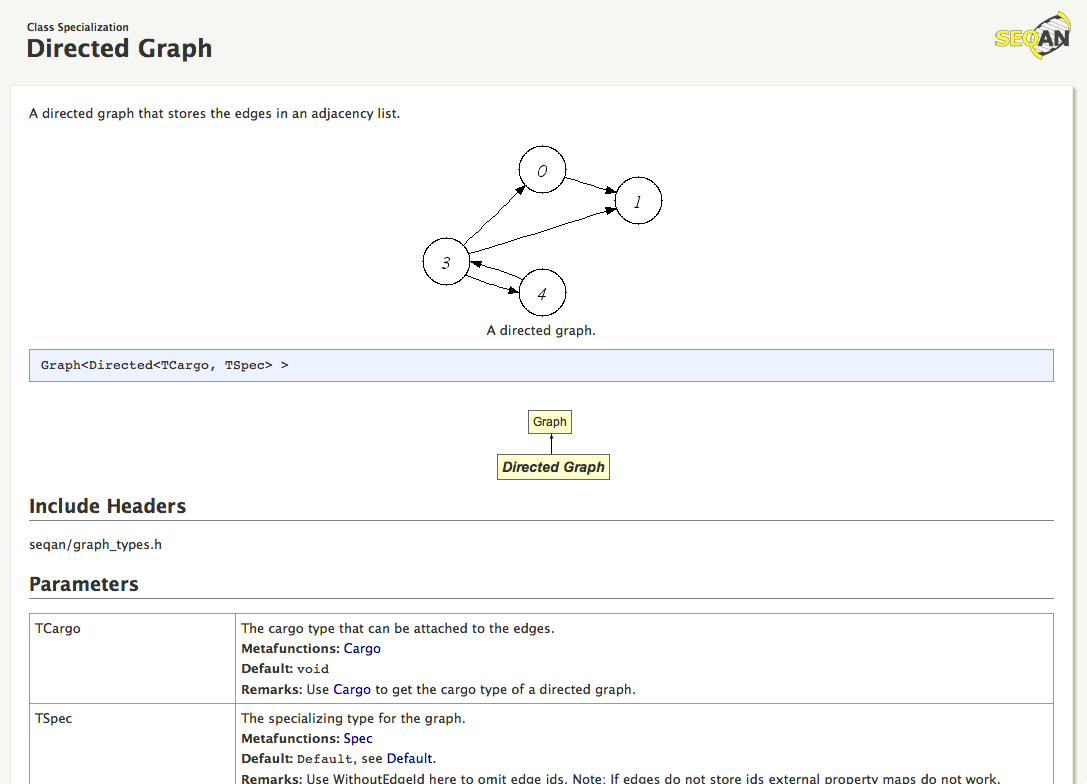 Class Specialization
Directed Graph
SEQAN
A directed graph that stores the edges in an adjacency list.
0
1
3
4
A directed graph.
Graph<Directed<TCargo, TSpec> >
Graph
Directed Graph
Include Headers
seqan/graph_types.h
Parameters
TCargo
The cargo type that can be attached to the edges.
Metafunctions: Cargo
Default: void
Remarks: Use Cargo to get the cargo type of a directed graph.
TSpec
The specializing type for the graph.
Metafunctions: Spec
Default: Default, see Default.
Remarks: Use WithoutEdgeId here to omit edge ids. Note: If edges do not store ids external property maps do not work.